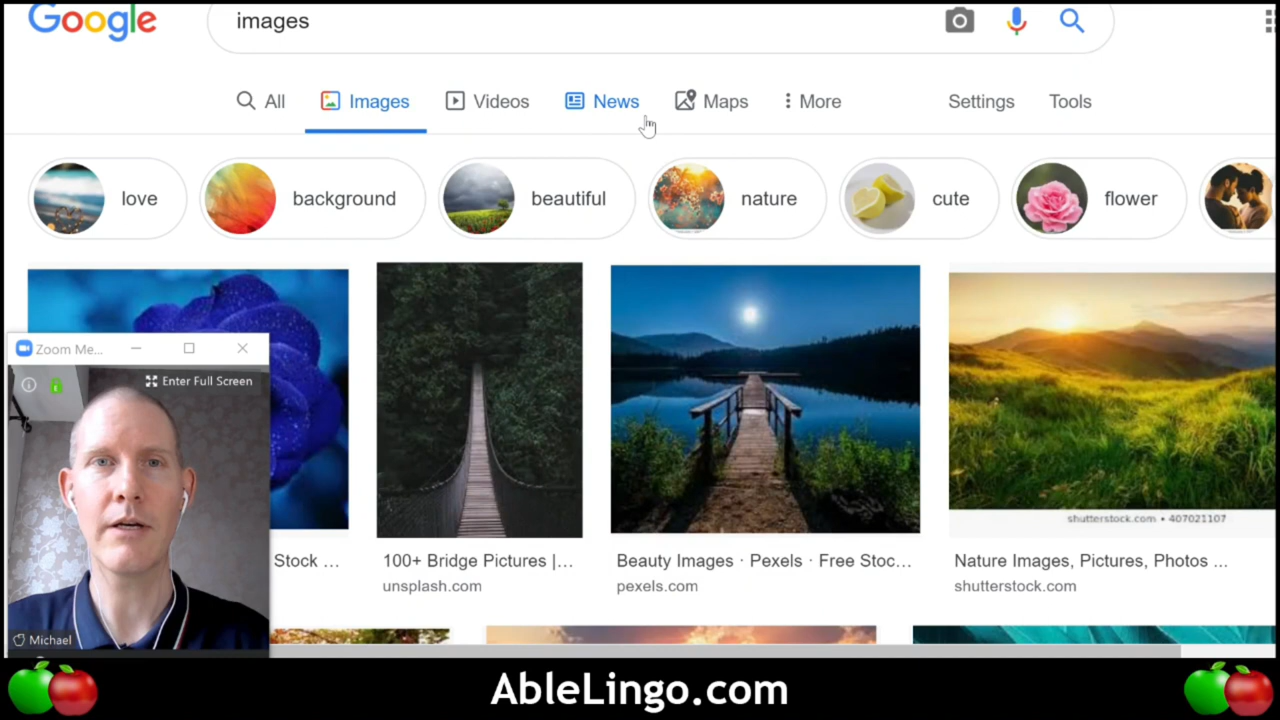 Google
images
All Images Videos News Maps More Settings Tools
love background beautiful nature cute flower
Zoom Me...
Enter Full Screen
Michael
shutterstock.com • 407021107
Stock ... 100+ Bridge Pictures |... Beauty Images · Pexels · Free Stoc... Nature Images, Pictures, Photos ...
unsplash.com pexels.com shutterstock.com
AbleLingo.com